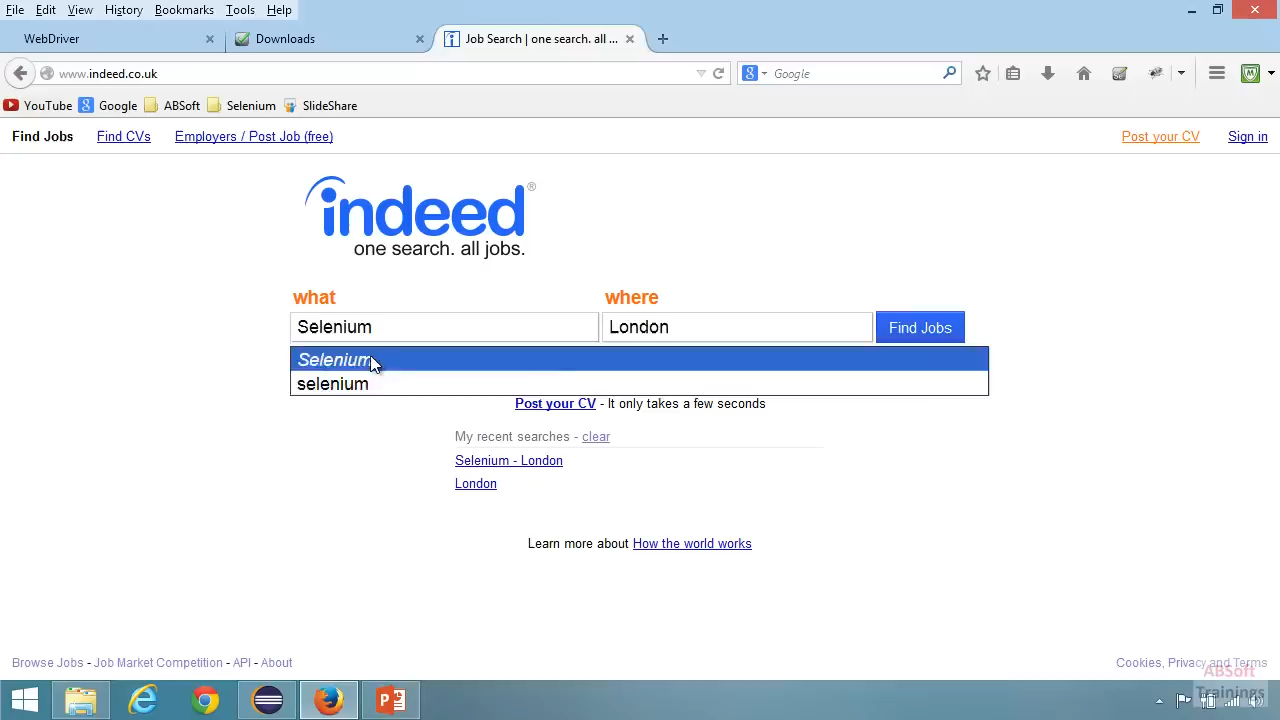 File Edit View History Bookmarks Tools Help
WebDriver
Downloads
Job Search | one search. all ...
www.indeed.co.uk
Google
YouTube Google ABSoft Selenium SlideShare
Find Jobs Find CVs Employers / Post Job (free)
Post your CV Sign in
indeed®
one search. all jobs.
what where
Selenium London Find Jobs
Selenium
selenium
Post your CV - It only takes a few seconds
My recent searches - clear
Selenium - London
London
Learn more about How the world works
Browse Jobs - Job Market Competition - API - About
Cookies, Privacy and Terms
ABSoft
Trainings